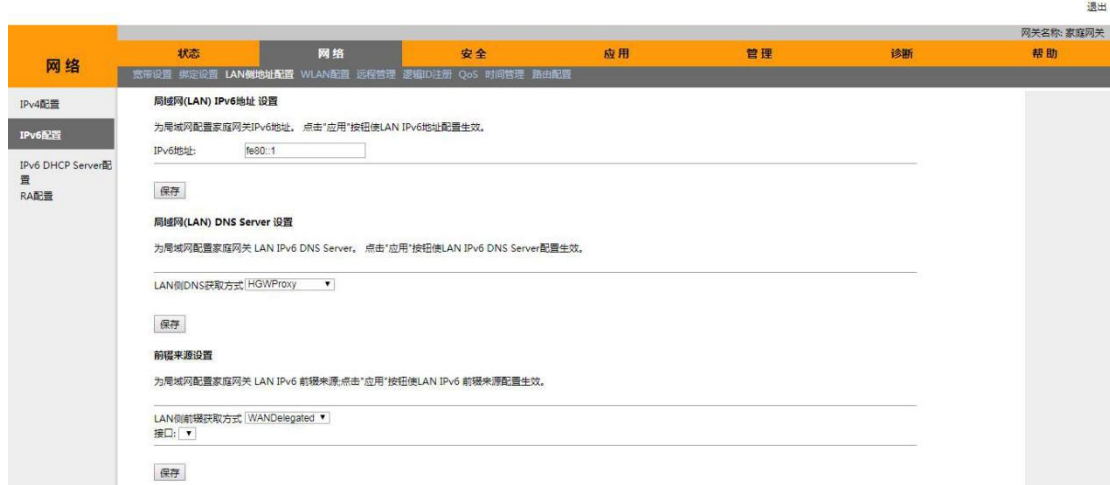 退出
网关名称: 家庭网关
网络
状态 网络 安全 应用 管理 诊断 帮助
宽带设置 绑定设置 LAN侧地址配置 WLAN配置 远程管理 逻辑ID注册 QoS 时间管理 路由配置
IPv4配置
IPv6配置
IPv6 DHCP Server配
置
RA配置
局域网(LAN) IPv6地址 设置
为局域网配置家庭网关IPv6地址。 点击"应用"按钮使LAN IPv6地址配置生效。
IPv6地址: fe80::1
保存
局域网(LAN) DNS Server 设置
为局域网配置家庭网关 LAN IPv6 DNS Server。 点击"应用"按钮使LAN IPv6 DNS Server配置生效。
LAN侧DNS获取方式 HGWProxy
保存
前辍来源设置
为局域网配置家庭网关 LAN IPv6 前辍来源;点击"应用"按钮使LAN IPv6 前辍来源配置生效。
LAN侧前辍获取方式 WANDelegated
接口:
保存